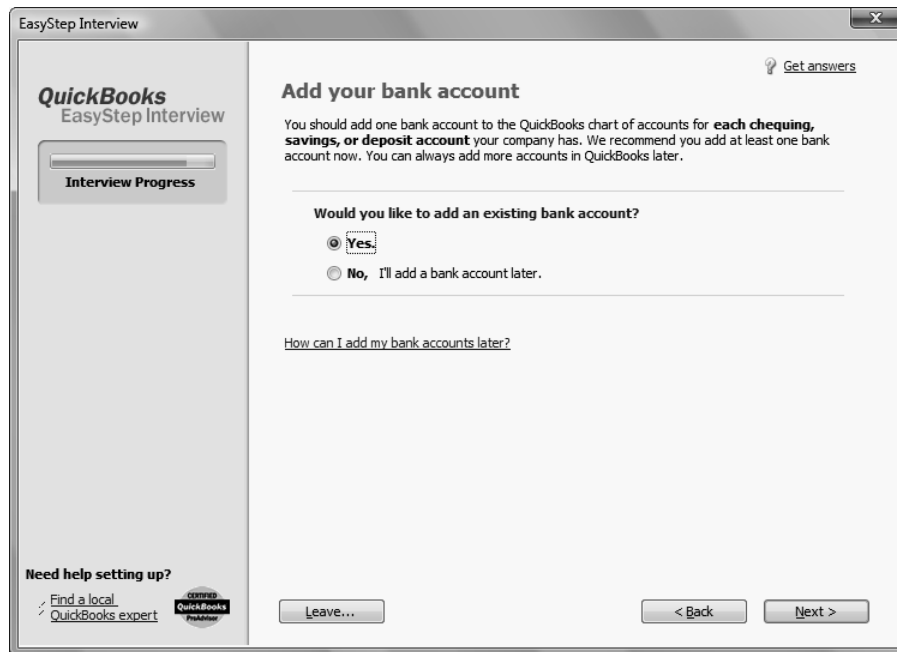 EasyStep Interview
X
Get answers
QuickBooks
EasyStep Interview
Interview Progress
Add your bank account
You should add one bank account to the QuickBooks chart of accounts for each chequing,
savings, or deposit account your company has. We recommend you add at least one bank
account now. You can always add more accounts in QuickBooks later.
Would you like to add an existing bank account?
Yes.
No, I'll add a bank account later.
How can I add my bank accounts later?
Need help setting up?
Find a local
QuickBooks expert
CERTIFIED
QuickBooks
ProAdvisor
Leave...
< Back
Next >